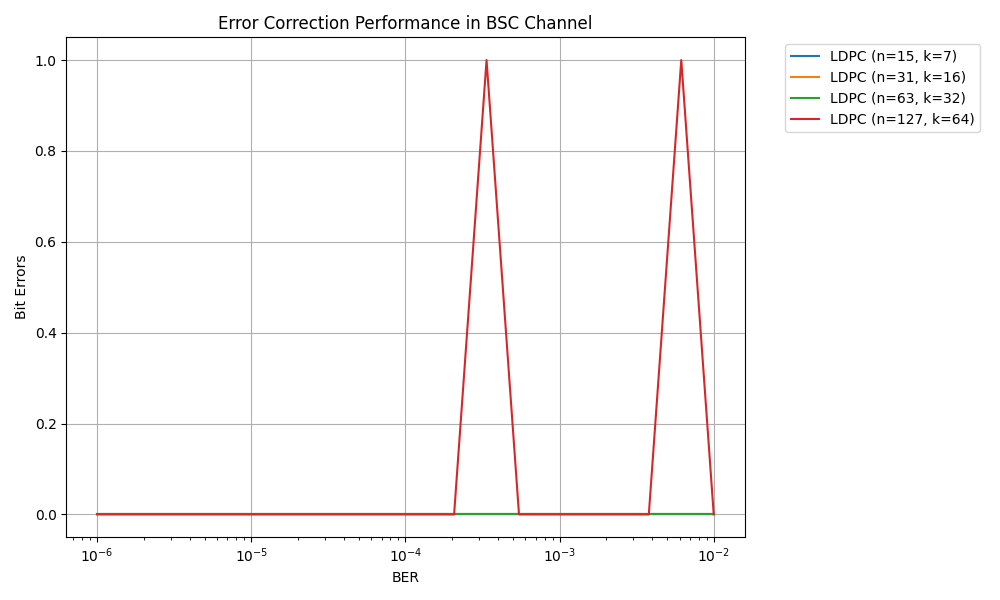 Error Correction Performance in BSC Channel
LDPC (n=15, k=7)
LDPC (n=31, k=16)
LDPC (n=63, k=32)
LDPC (n=127, k=64)
Bit Errors
1.0
0.8
0.6
0.4
0.2
0.0
10⁻⁶ 10⁻⁵ 10⁻⁴ 10⁻³ 10⁻²
BER